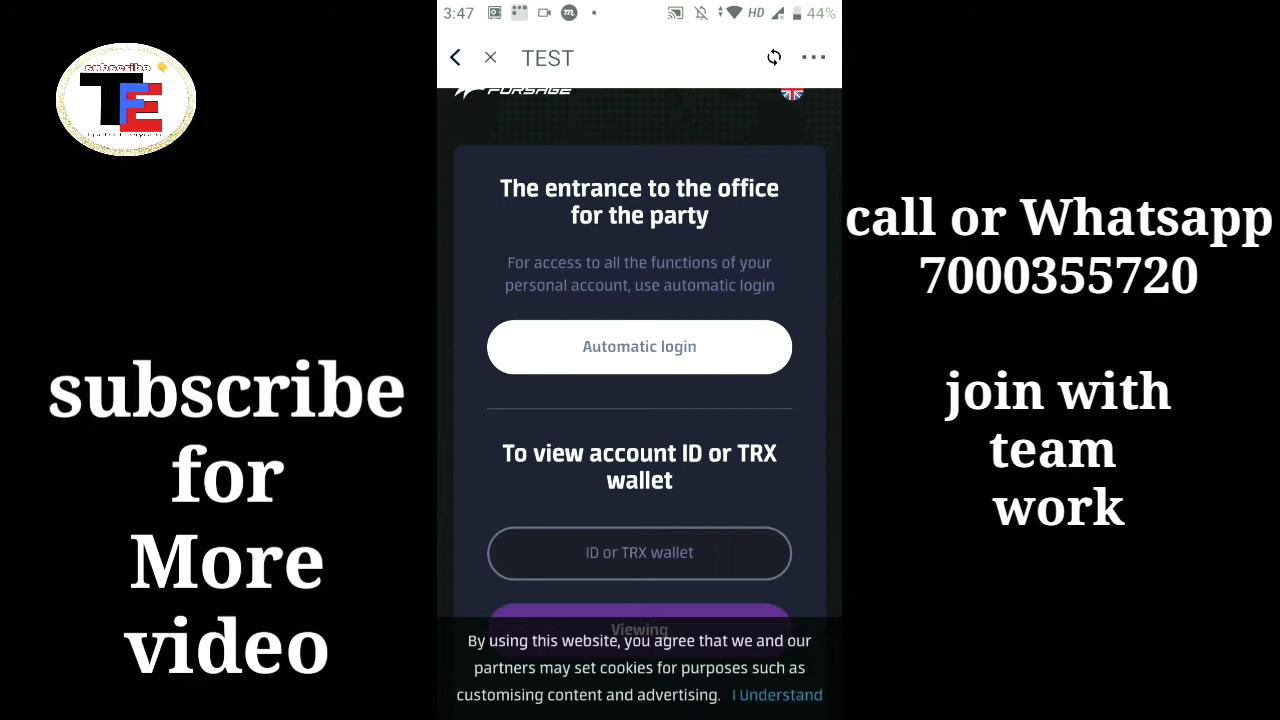 3:47
HD
44%
TEST
FORSAGE
subscribe
TFE
The entrance to the office
for the party
For access to all the functions of your
personal account, use automatic login
Automatic login
To view account ID or TRX
wallet
ID or TRX wallet
Viewing
By using this website, you agree that we and our
partners may set cookies for purposes such as
customising content and advertising. I Understand
subscribe
for
More
video
call or Whatsapp
7000355720
join with
team
work